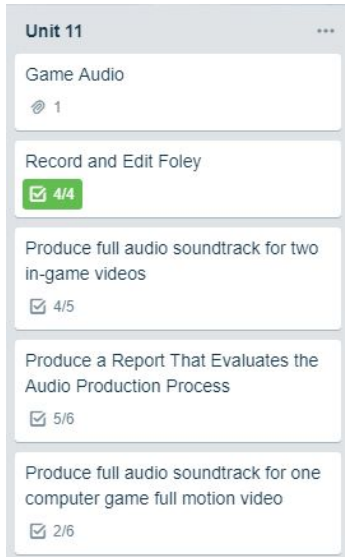 Unit 11
Game Audio
1
Record and Edit Foley
4/4
Produce full audio soundtrack for two
in-game videos
4/5
Produce a Report That Evaluates the
Audio Production Process
5/6
Produce full audio soundtrack for one
computer game full motion video
2/6